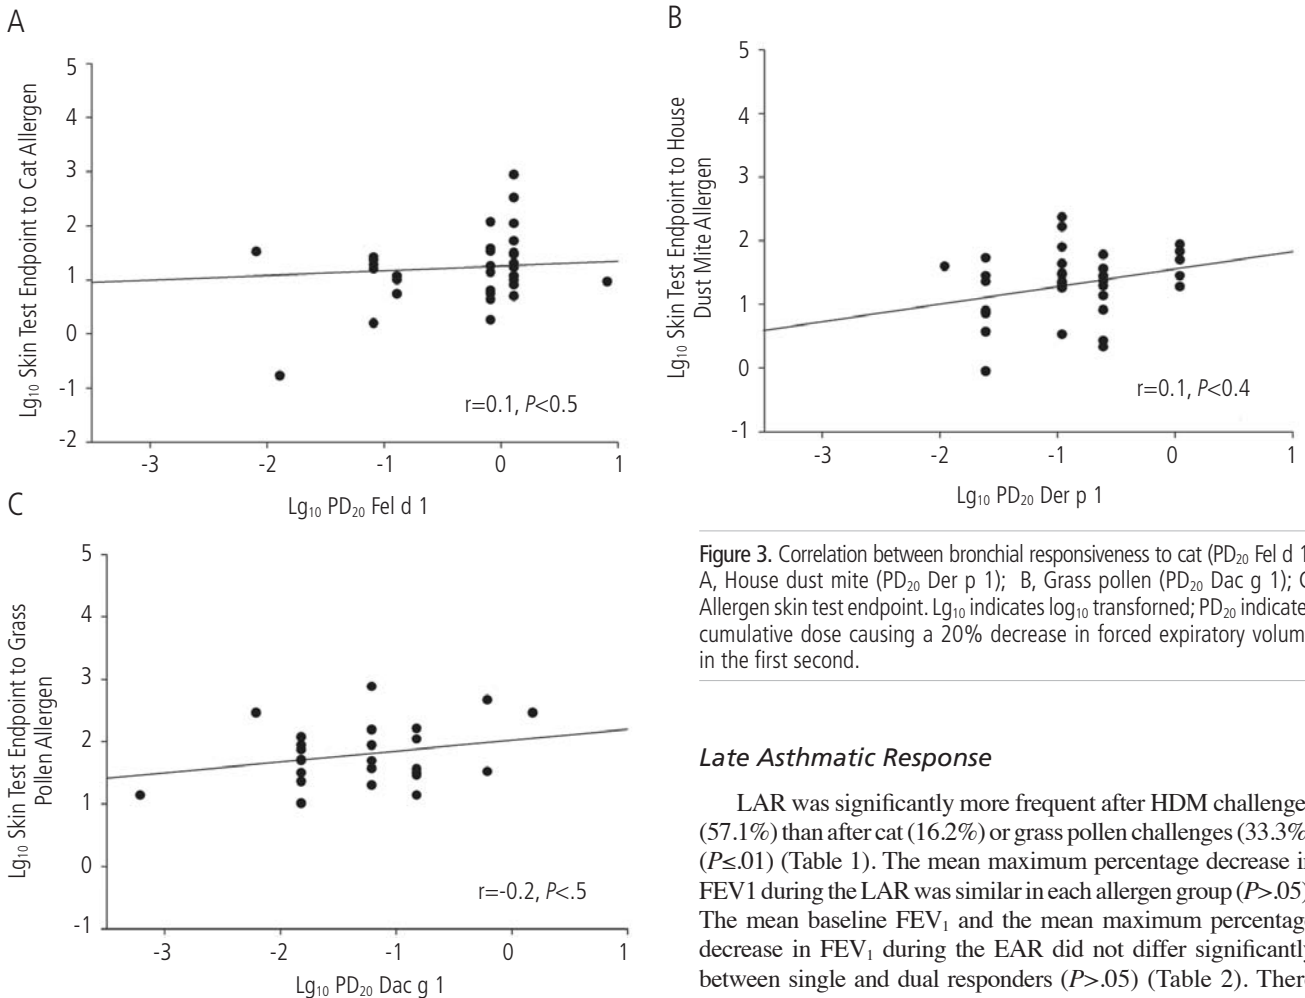 A
Lg10 Skin Test Endpoint to Cat Allergen
5
4
3
2
1
0
-1
-2
-3
-2
-1
0
1
r=0.1, P<0.5
Lg10 PD20 Fel d 1
B
Lg10 Skin Test Endpoint to House
Dust Mite Allergen
5
4
3
2
1
0
-1
-3
-2
-1
0
1
r=0.1, P<0.4
Lg10 PD20 Der p 1
C
Lg10 Skin Test Endpoint to Grass
Pollen Allergen
5
4
3
2
1
0
-1
-3
-2
-1
0
1
r=-0.2, P<.5
Lg10 PD20 Dac g 1
Figure 3. Correlation between bronchial responsiveness to cat (PD20 Fel d 1
A, House dust mite (PD20 Der p 1); B, Grass pollen (PD20 Dac g 1);
Allergen skin test endpoint. Lg10 indicates log10 transforned; PD20
cumulative dose causing a 20% decrease in forced expiratory
in the first second.
Late Asthmatic Response
LAR was significantly more frequent after HDM challenge
(57.1%) than after cat (16.2%) or grass pollen challenges (33.3%
(P≤.01) (Table 1). The mean maximum percentage decrease
FEV1 during the LAR was similar in each allergen group (P>.05)
The mean baseline FEV1 and the mean maximum percentage
decrease in FEV1 during the EAR did not differ significantly
between single and dual responders (P>.05) (Table 2).